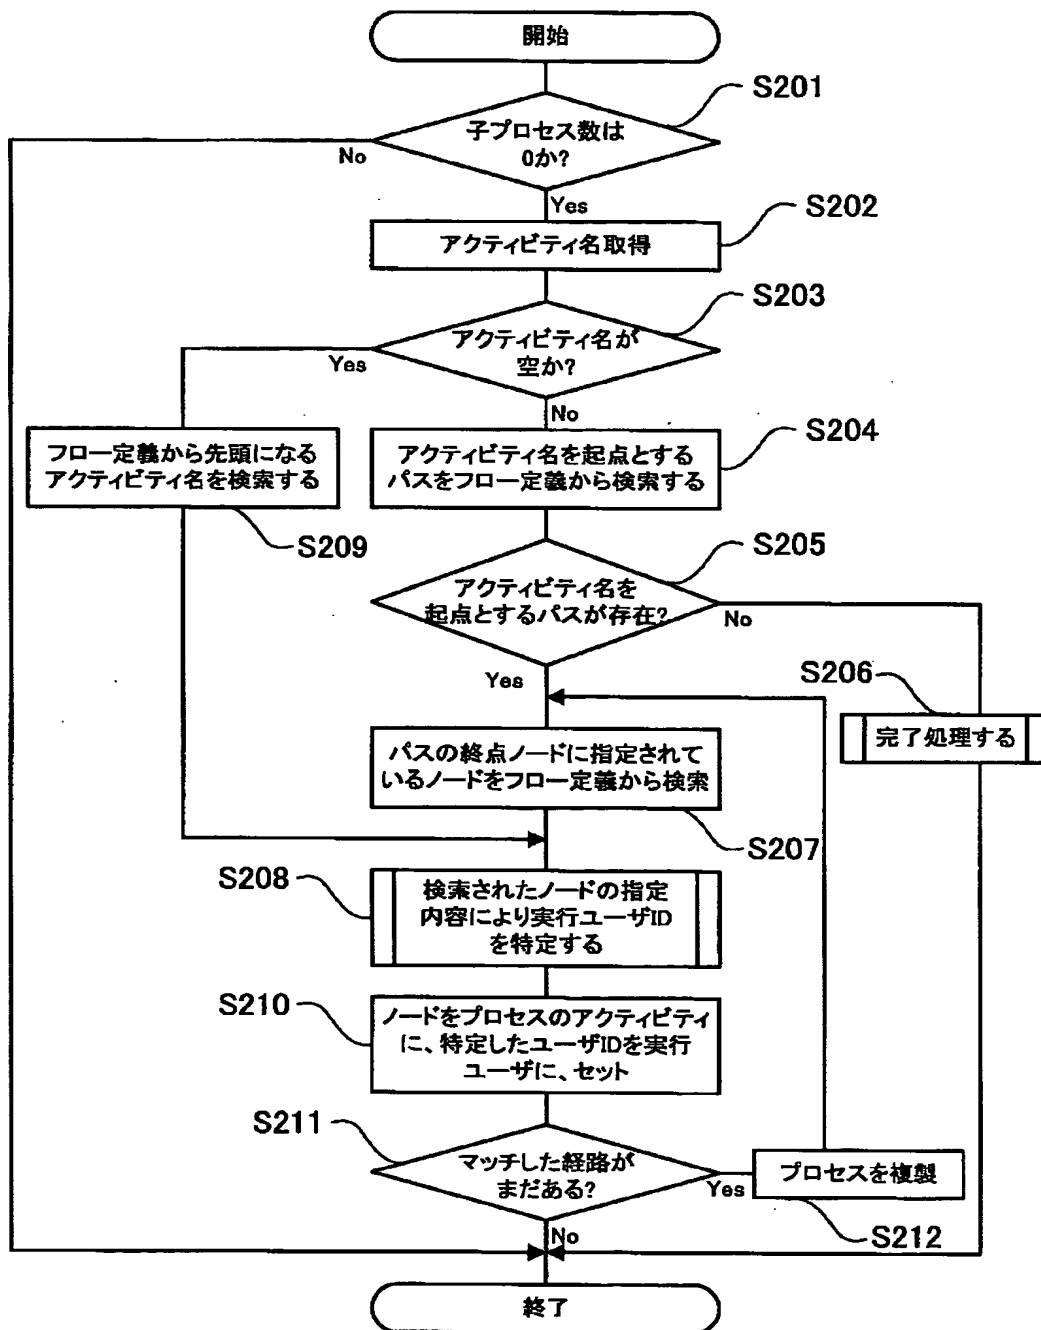 開始
S201
子プロセス数は
0か?
No
Yes
S202
アクティビティ名取得
S203
アクティビティ名が
空か?
Yes
No
フロー定義から先頭になる
アクティビティ名を検索する
S204
アクティビティ名を起点とする
パスをフロー定義から検索する
S209
S205
アクティビティ名を
起点とするパスが存在?
No
Yes
S206
完了処理する
パスの終点ノードに指定されて
いるノードをフロー定義から検索
S207
S208
検索されたノードの指定
内容により実行ユーザID
を特定する
S210
ノードをプロセスのアクティビティ
に、特定したユーザIDを実行
ユーザに、セット
S211
マッチした経路が
まだある?
Yes
プロセスを複製
No
S212
終了